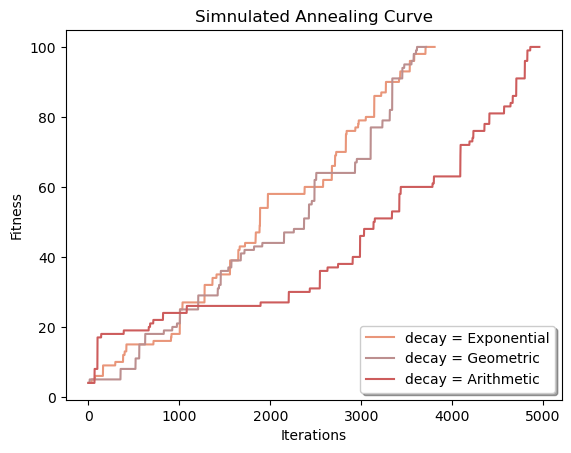 Simnulated Annealing Curve
Fitness
100
80
60
40
20
0
decay = Exponential
decay = Geometric
decay = Arithmetic
0 1000 2000 3000 4000 5000
Iterations